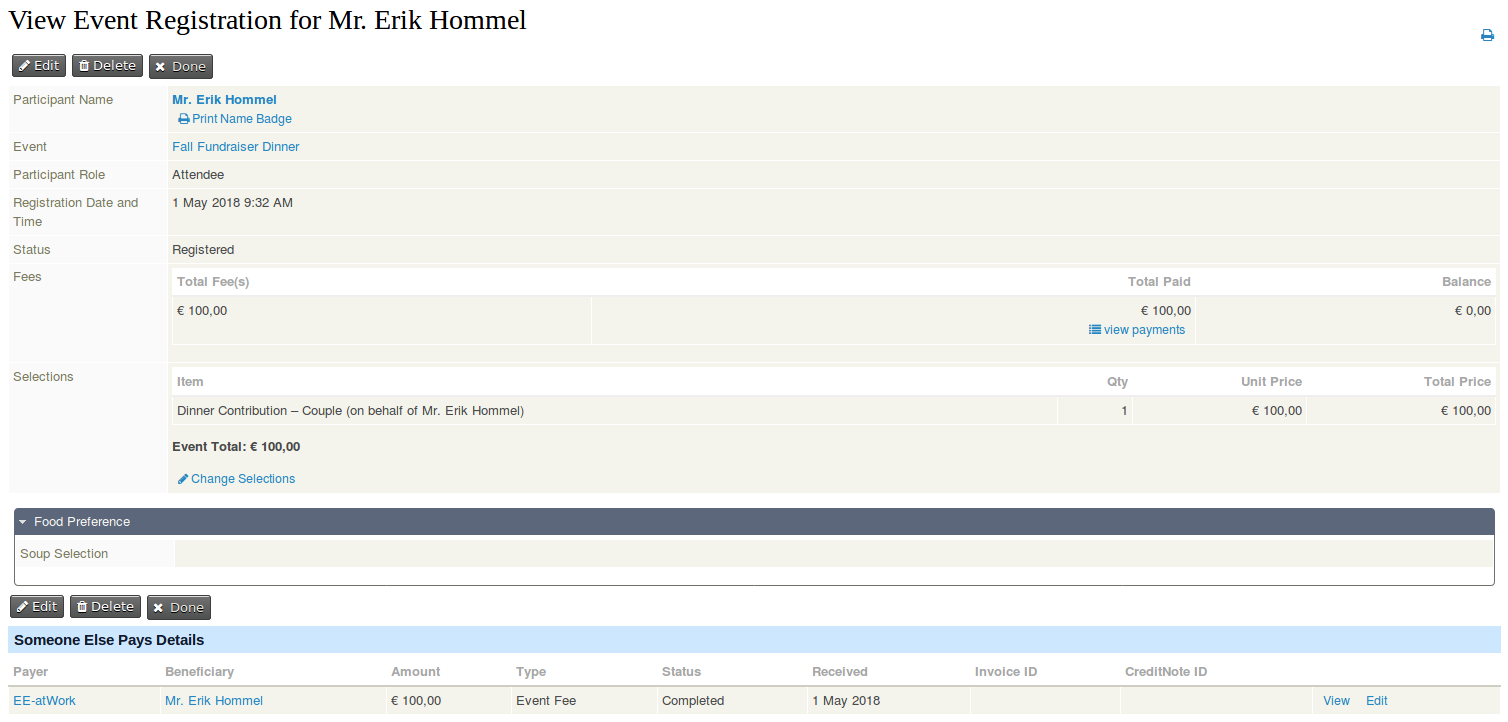 View Event Registration for Mr. Erik Hommel
Edit Delete Done
Participant Name Mr. Erik Hommel
Print Name Badge
Event Fall Fundraiser Dinner
Participant Role Attendee
Registration Date and Time 1 May 2018 9:32 AM
Status Registered
Fees Total Fee(s) Total Paid Balance
€ 100,00 € 100,00 € 0,00
view payments
Selections Item Qty Unit Price Total Price
Dinner Contribution – Couple (on behalf of Mr. Erik Hommel) 1 € 100,00 € 100,00
Event Total: € 100,00
Change Selections
Food Preference
Soup Selection
Edit Delete Done
Someone Else Pays Details
Payer Beneficiary Amount Type Status Received Invoice ID CreditNote ID
EE-atWork Mr. Erik Hommel € 100,00 Event Fee Completed 1 May 2018 View Edit